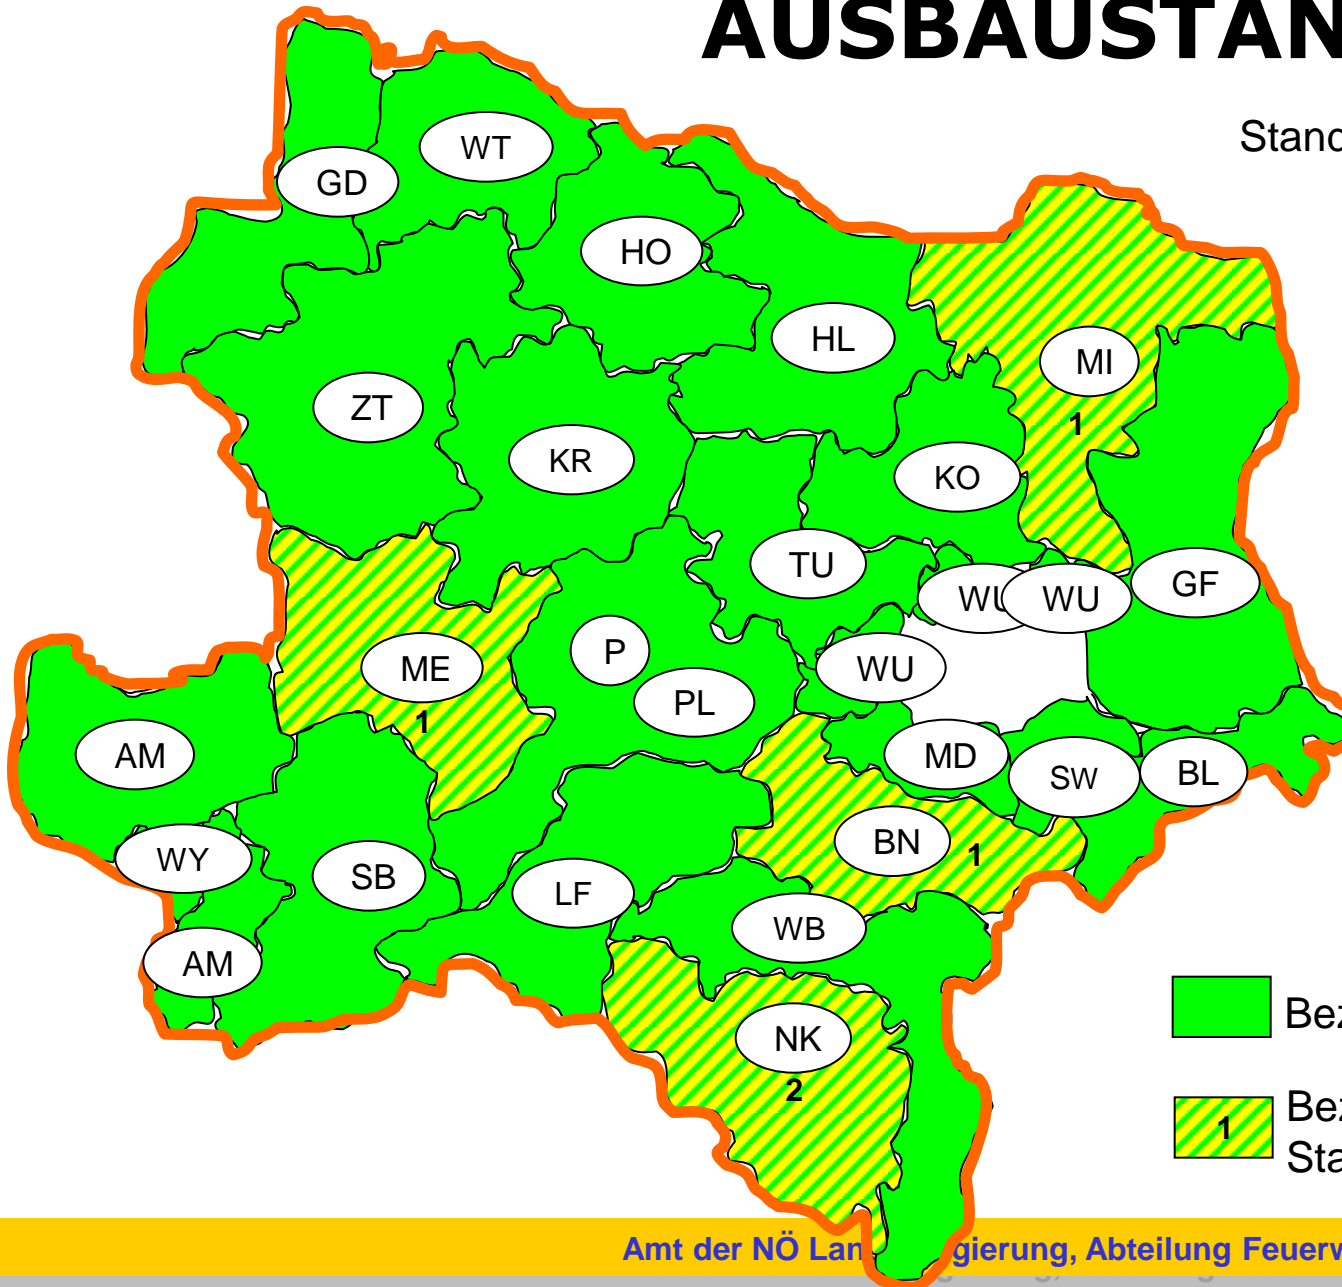 AUSBAUSTAN
Stand
WT
GD
HO
HL
MI
1
ZT
KR
KO
TU
GF
WU
WU
P
ME
1
WU
PL
AM
MD
SW
BL
BN
1
WY
SB
LF
WB
AM
NK
2
Bez
1
Bez
Sta
Amt der NÖ Lan gierung, Abteilung Feuerw